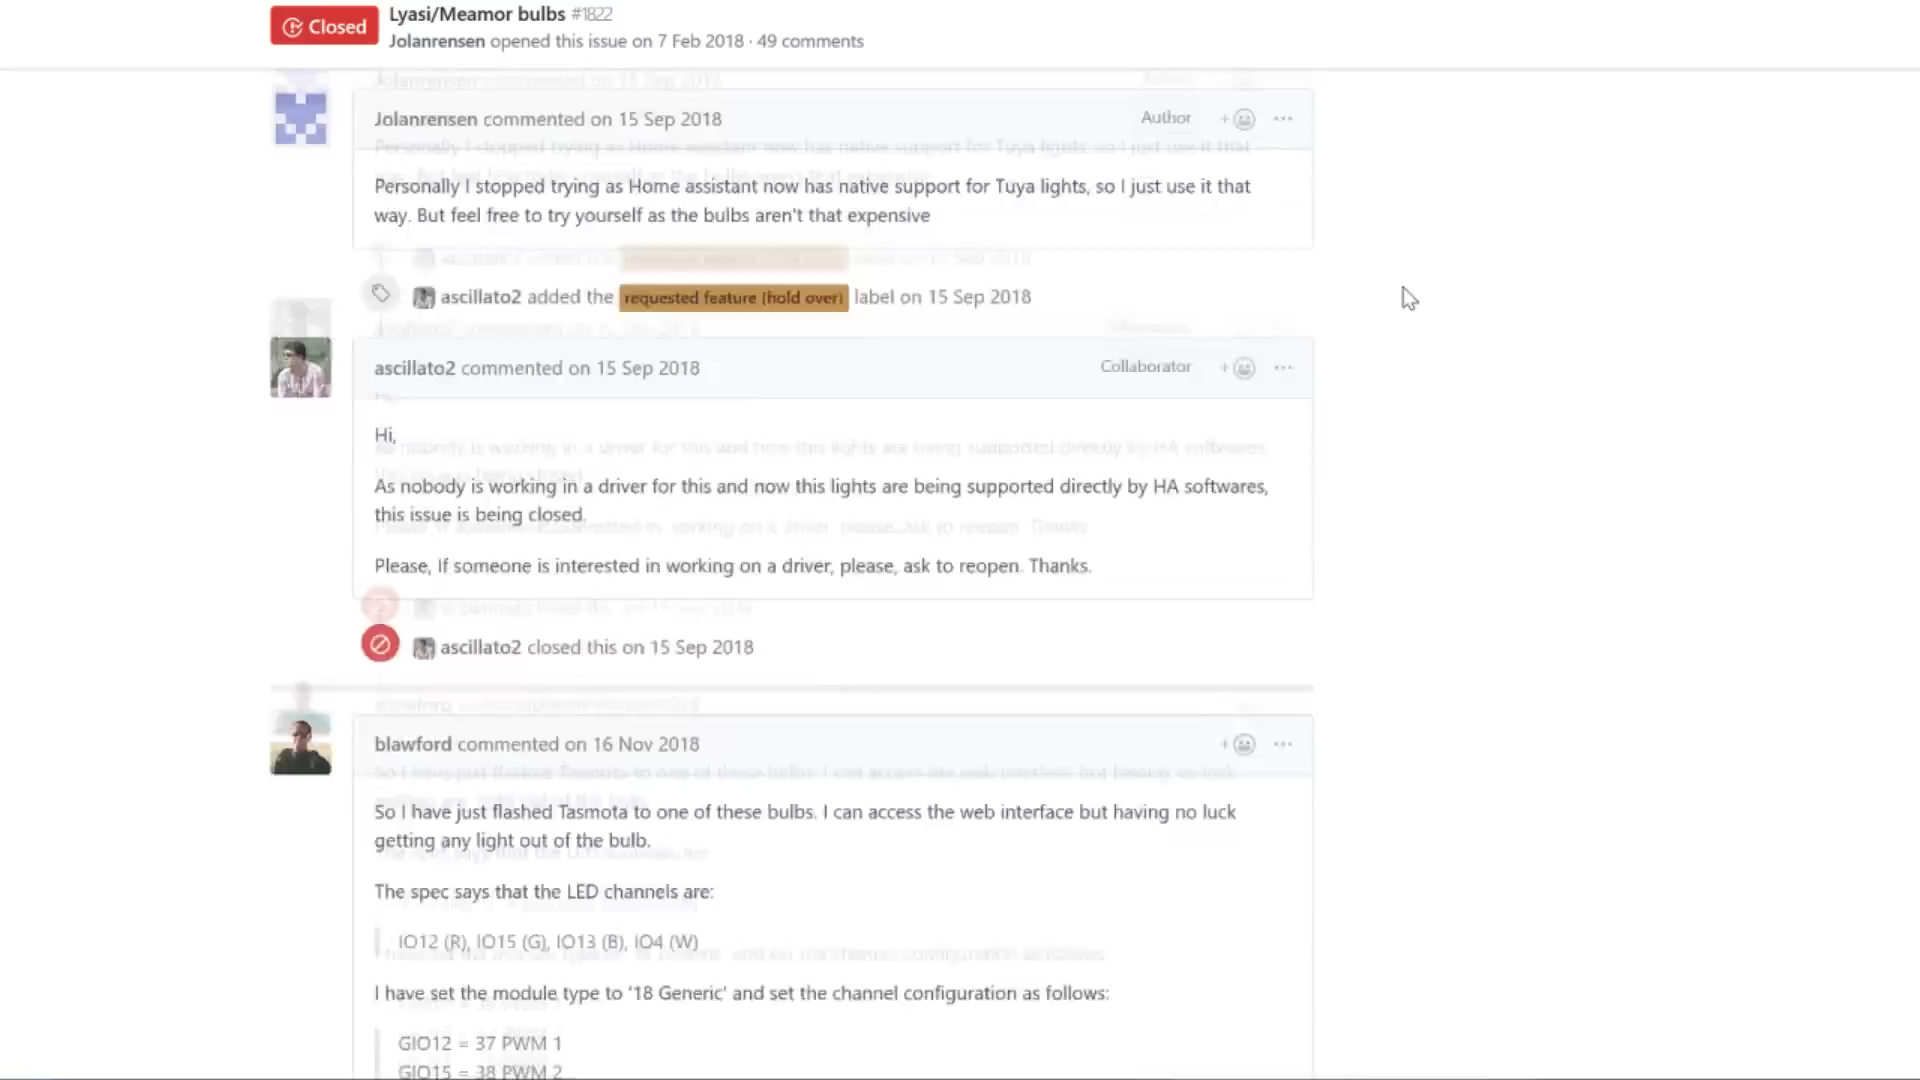 Closed
Lyasi/Meamor bulbs #1822
Jolanrensen opened this issue on 7 Feb 2018 · 49 comments
Jolanrensen commented on 15 Sep 2018
Author
Personally I stopped trying as Home assistant now has native support for Tuya lights, so I just use it that
way. But feel free to try yourself as the bulbs aren't that expensive
ascillato2 added the requested feature (hold over) label on 15 Sep 2018
ascillato2 commented on 15 Sep 2018
Collaborator
Hi,
As nobody is working in a driver for this and now this lights are being supported directly by HA softwares,
this issue is being closed.
Please, If someone is interested in working on a driver, please, ask to reopen. Thanks.
ascillato2 closed this on 15 Sep 2018
blawford commented on 16 Nov 2018
So I have just flashed Tasmota to one of these bulbs. I can access the web interface but having no luck
getting any light out of the bulb.
The spec says that the LED channels are:
IO12 (R), IO15 (G), IO13 (B), IO4 (W)
I have set the module type to '18 Generic' and set the channel configuration as follows:
GIO12 = 37 PWM 1
GIO15 = 38 PWM 2